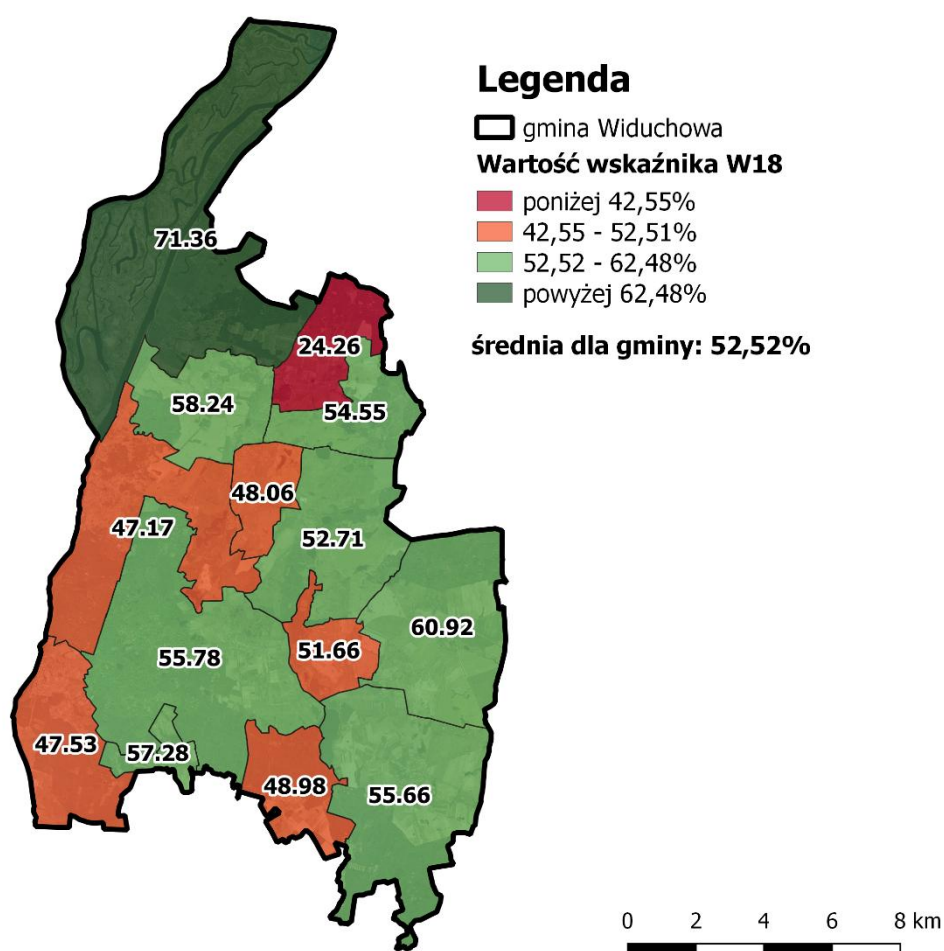 Legenda
gmina Widuchowa
Wartość wskaźnika W18
poniżej 42,55%
42,55 - 52,51%
52,52 - 62,48%
powyżej 62,48%
średnia dla gminy: 52,52%
71.36
24.26
58.24
54.55
48.06
47.17
52.71
60.92
51.66
55.78
47.53
57.28
48.98
55.66
0 2 4 6 8 km